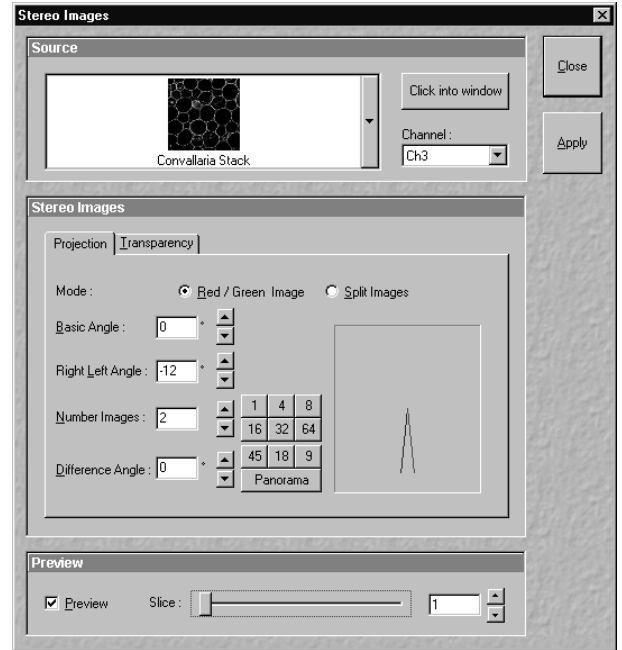 Stereo Images
Source
Close
Click into window
Channel :
Ch3
Convallaria Stack
Apply
Stereo Images
Projection Transparency
Mode : Red / Green Image Split Images
Basic Angle : 0 °
Right Left Angle : -12 °
Number Images : 2
1 4 8
16 32 64
Difference Angle : 0 °
45 18 9
Panorama
Preview
Preview Slice : 1